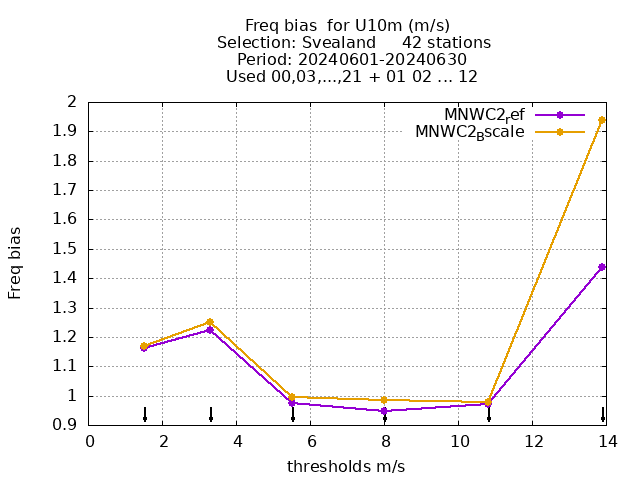 Freq bias  for U10m (m/s)
Selection: Svealand     42 stations
Period: 20240601-20240630
Used 00,03,...,21 + 01 02 ... 12
MNWC2ref
MNWC2Bscale
2
1.9
1.8
1.7
1.6
1.5
1.4
1.3
1.2
1.1
1
0.9
Freq bias
0 2 4 6 8 10 12 14
thresholds m/s